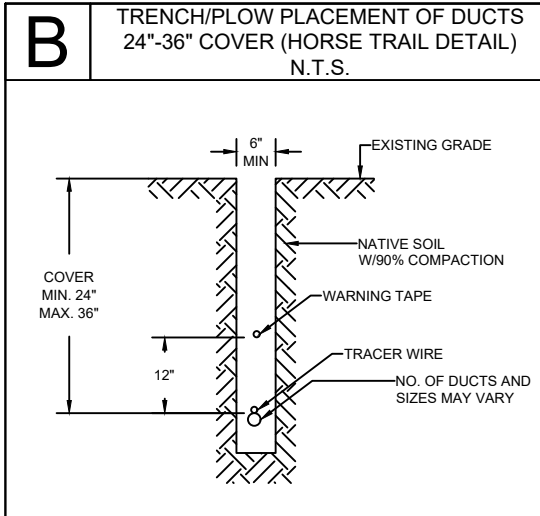 B
TRENCH/PLOW PLACEMENT OF DUCTS
24"-36" COVER (HORSE TRAIL DETAIL)
N.T.S.
6"
MIN
EXISTING GRADE
NATIVE SOIL
W/90% COMPACTION
COVER
MIN. 24"
MAX. 36"
WARNING TAPE
12"
TRACER WIRE
NO. OF DUCTS AND
SIZES MAY VARY